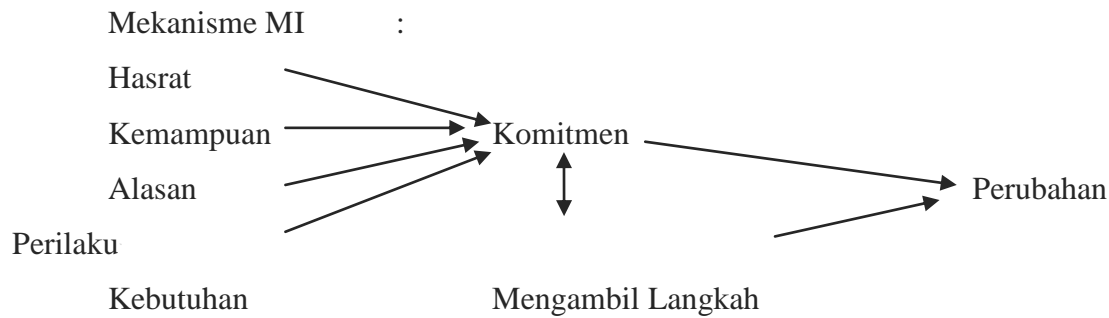 Mekanisme MI :
Hasrat
Kemampuan Komitmen
Alasan Perubahan
Perilaku
Kebutuhan Mengambil Langkah